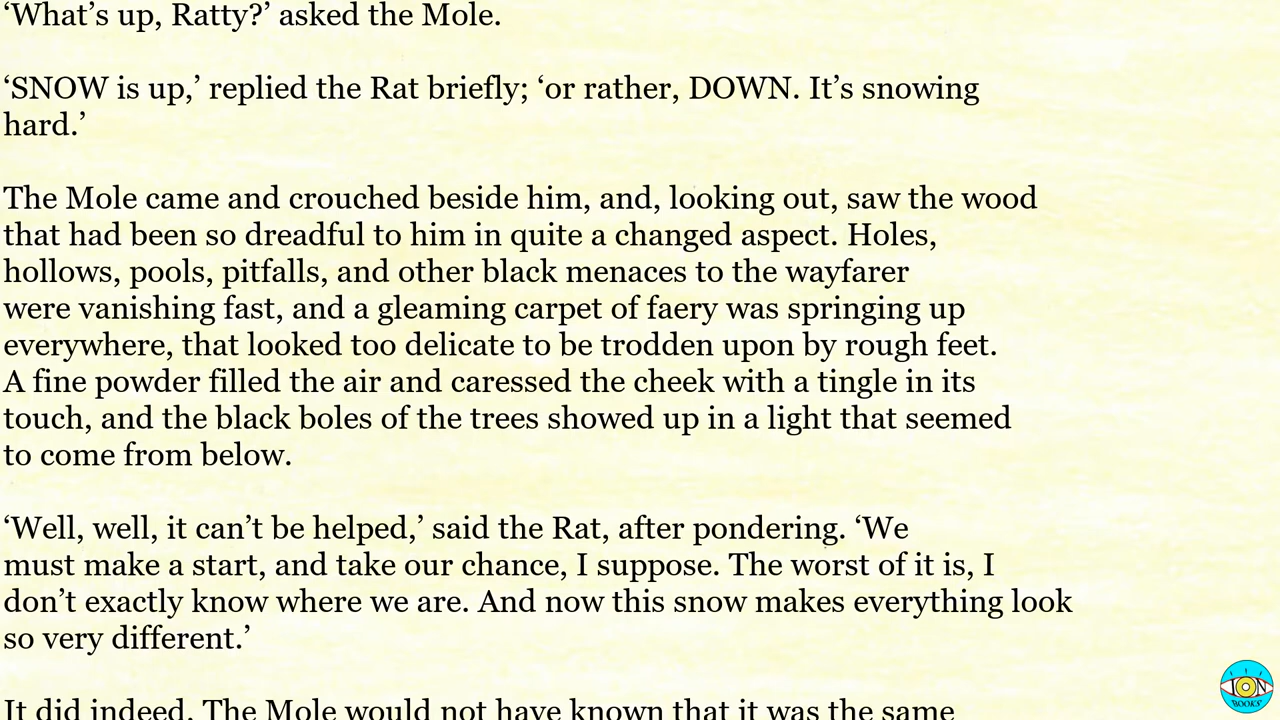 ‘What’s up, Ratty?’ asked the Mole.
‘SNOW is up,’ replied the Rat briefly; ‘or rather, DOWN. It’s snowing
hard.’
The Mole came and crouched beside him, and, looking out, saw the wood
that had been so dreadful to him in quite a changed aspect. Holes,
hollows, pools, pitfalls, and other black menaces to the wayfarer
were vanishing fast, and a gleaming carpet of faery was springing up
everywhere, that looked too delicate to be trodden upon by rough feet.
A fine powder filled the air and caressed the cheek with a tingle in its
touch, and the black boles of the trees showed up in a light that seemed
to come from below.
‘Well, well, it can’t be helped,’ said the Rat, after pondering. ‘We
must make a start, and take our chance, I suppose. The worst of it is, I
don’t exactly know where we are. And now this snow makes everything look
so very different.’
It did indeed. The Mole would not have known that it was the same
ION
BOOKS